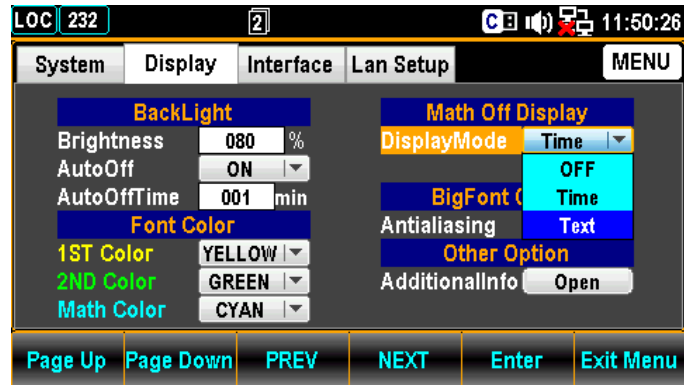 LOC 232 2 C 11:50:26
System Display Interface Lan Setup MENU
BackLight
Brightness 080 %
AutoOff ON
AutoOffTime 001 min
Font Color
1ST Color YELLOW
2ND Color GREEN
Math Color CYAN
Math Off Display
DisplayMode Time
OFF
Time
Text
BigFont
Antialiasing
Other Option
AdditionalInfo Open
Page Up Page Down PREV NEXT Enter Exit Menu